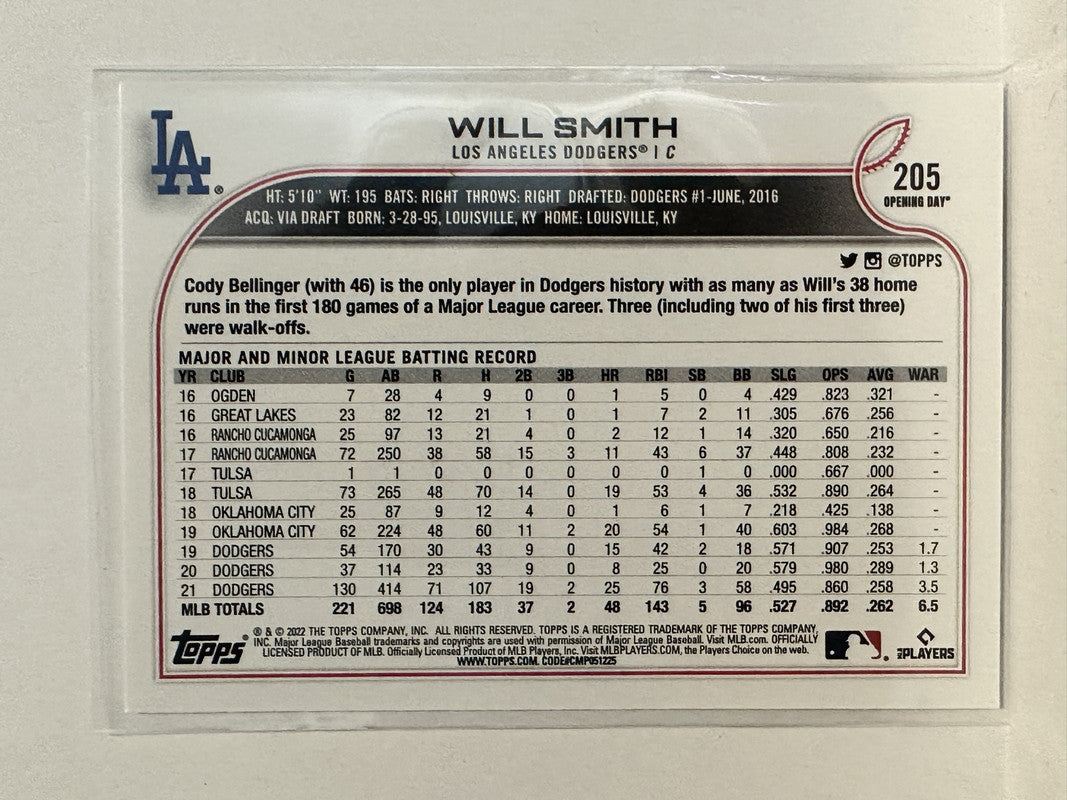 LA®
WILL SMITH
LOS ANGELES DODGERS® | C
205
OPENING DAY®
HT: 5'10" WT: 195 BATS: RIGHT THROWS: RIGHT DRAFTED: DODGERS #1-JUNE, 2016
ACQ: VIA DRAFT BORN: 3-28-95, LOUISVILLE, KY HOME: LOUISVILLE, KY
@TOPPS
Cody Bellinger (with 46) is the only player in Dodgers history with as many as Will's 38 home
runs in the first 180 games of a Major League career. Three (including two of his first three)
were walk-offs.
MAJOR AND MINOR LEAGUE BATTING RECORD
YR CLUB G AB R H 2B 3B HR RBI SB BB SLG OPS AVG WAR
16 OGDEN 7 28 4 9 0 0 1 5 0 4 .429 .823 .321 -
16 GREAT LAKES 23 82 12 21 1 0 1 7 2 11 .305 .676 .256 -
16 RANCHO CUCAMONGA 25 97 13 21 4 0 2 12 1 14 .320 .650 .216 -
17 RANCHO CUCAMONGA 72 250 38 58 15 3 11 43 6 37 .448 .808 .232 -
17 TULSA 1 1 0 0 0 0 0 0 1 0 .000 .667 .000 -
18 TULSA 73 265 48 70 14 0 19 53 4 36 .532 .890 .264 -
18 OKLAHOMA CITY 25 87 9 12 4 0 1 6 1 7 .218 .425 .138 -
19 OKLAHOMA CITY 62 224 48 60 11 2 20 54 1 40 .603 .984 .268 -
19 DODGERS 54 170 30 43 9 0 15 42 2 18 .571 .907 .253 1.7
20 DODGERS 37 114 23 33 9 0 8 25 0 20 .579 .980 .289 1.3
21 DODGERS 130 414 71 107 19 2 25 76 3 58 .495 .860 .258 3.5
MLB TOTALS 221 698 124 183 37 2 48 143 5 96 .527 .892 .262 6.5
Topps®
® & © 2022 THE TOPPS COMPANY, INC. ALL RIGHTS RESERVED. TOPPS IS A REGISTERED TRADEMARK OF THE TOPPS COMPANY,
INC. Major League Baseball trademarks and copyrights are used with permission of Major League Baseball. Visit MLB.com. OFFICIALLY
LICENSED PRODUCT OF MLB Players, Inc. Visit MLBPLAYERS.COM, the Players Choice on the web.
WWW.TOPPS.COM. CODE#CMP051225
PLAYERS